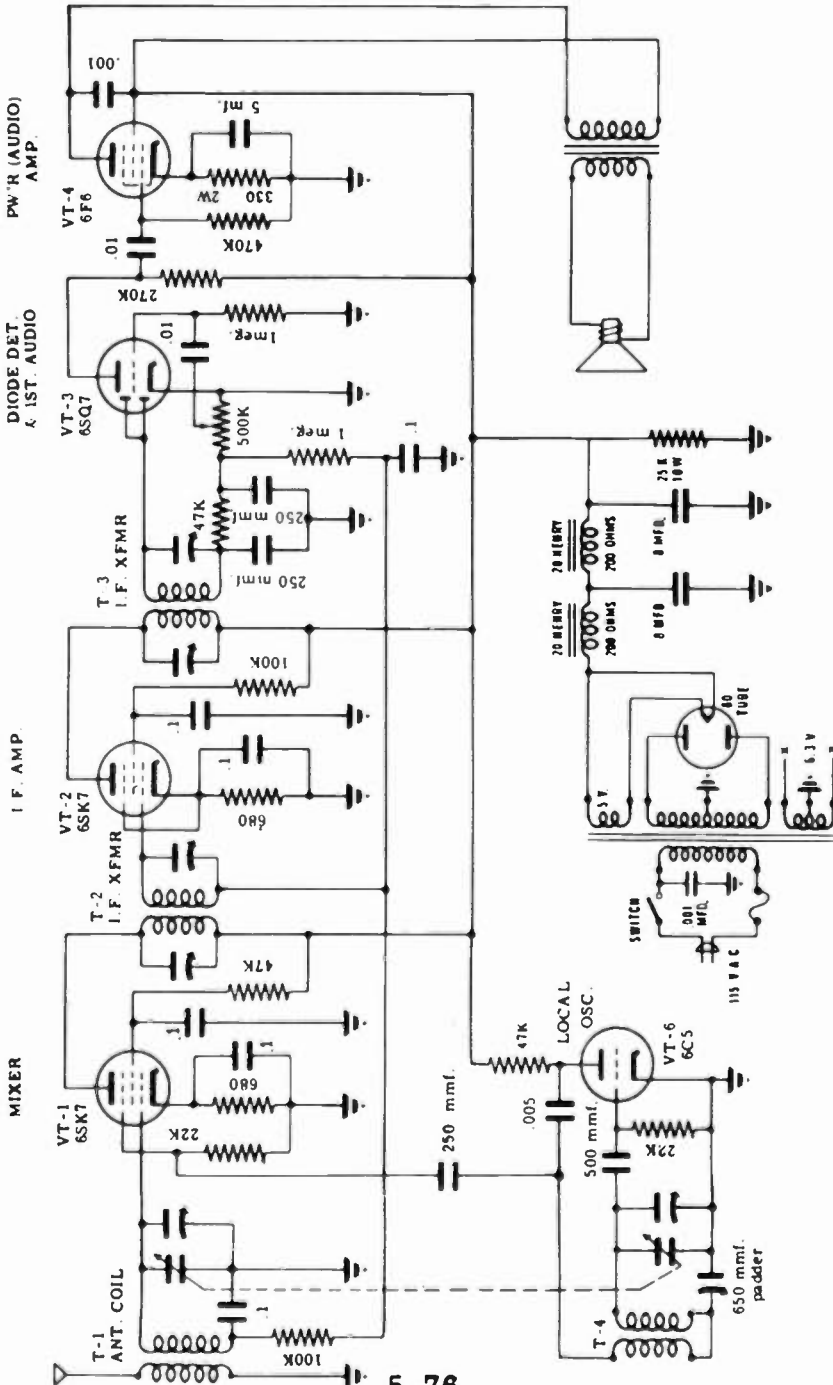 MIXER
VT-1
6SK7
I F. AMP.
VT-2
6SK7
DIODE DET.
& 1ST. AUDIO
VT-3
6SQ7
PW'R (AUDIO)
AMP.
VT-4
6F6
T-1
ANT. COIL
.1
100K
22K
680
.1
.1
47K
T-2
I.F. XFMR
680
.1
.1
100K
T-3
I.F. XFMR
250 mmf.
47K
250 mmf
500K
1 meg.
.1
.01
1meg.
270K
.01
470K
330
2W
5 mf.
.001
250 mmf.
47K
LOCAL
OSC.
.005
VT-6
6C5
500 mmf.
22K
650 mmf.
padder
T-4
SWITCH
.001
MFD.
115 V A C
5 V.
6.3 V
80
TUBE
20 HENRY
200 OHMS
20 HENRY
200 OHMS
8 MFD.
8 MFD.
25 K
10W
5-76